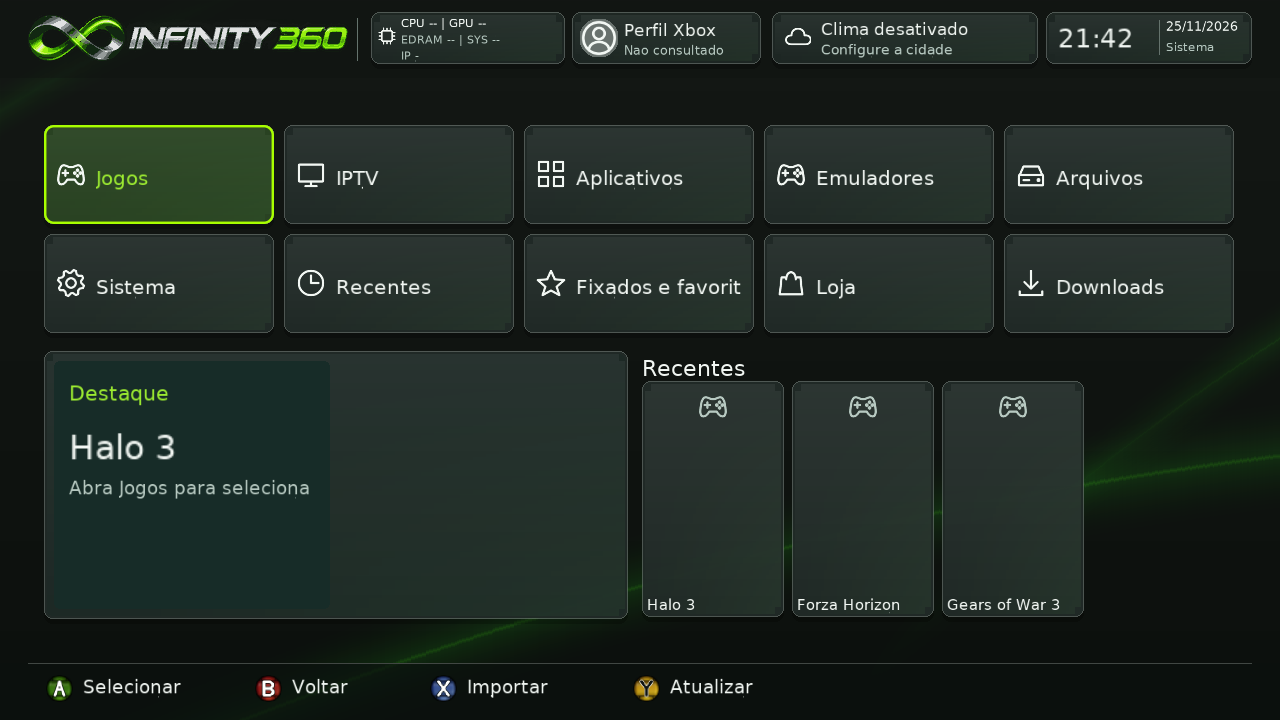 INFINITY 360
CPU -- | GPU --
EDRAM -- | SYS --
IP -
Perfil Xbox
Nao consultado
Clima desativado
Configure a cidade
21:42
25/11/2026
Sistema
Jogos
IPTV
Aplicativos
Emuladores
Arquivos
Sistema
Recentes
Fixados e favorit
Loja
Downloads
Destaque
Halo 3
Abra Jogos para seleciona
Recentes
Halo 3
Forza Horizon
Gears of War 3
A Selecionar
B Voltar
X Importar
Y Atualizar